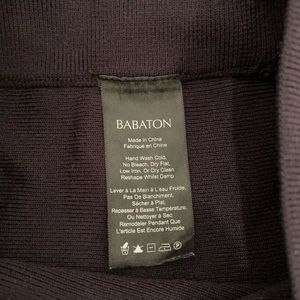 BABATON
Made in China
Fabrique en Chine
Hand Wash Cold,
No Bleach, Dry Flat,
Low Iron, Or Dry Clean
Reshape Whilst Damp
Laver à La Main à L'eau Froide,
Pas De Blanchiment,
Séchage à Plat,
Repasser à Basse Température,
Ou Nettoyer à Sec
Remodeler Pendant Que
L'article Est Encore Humide